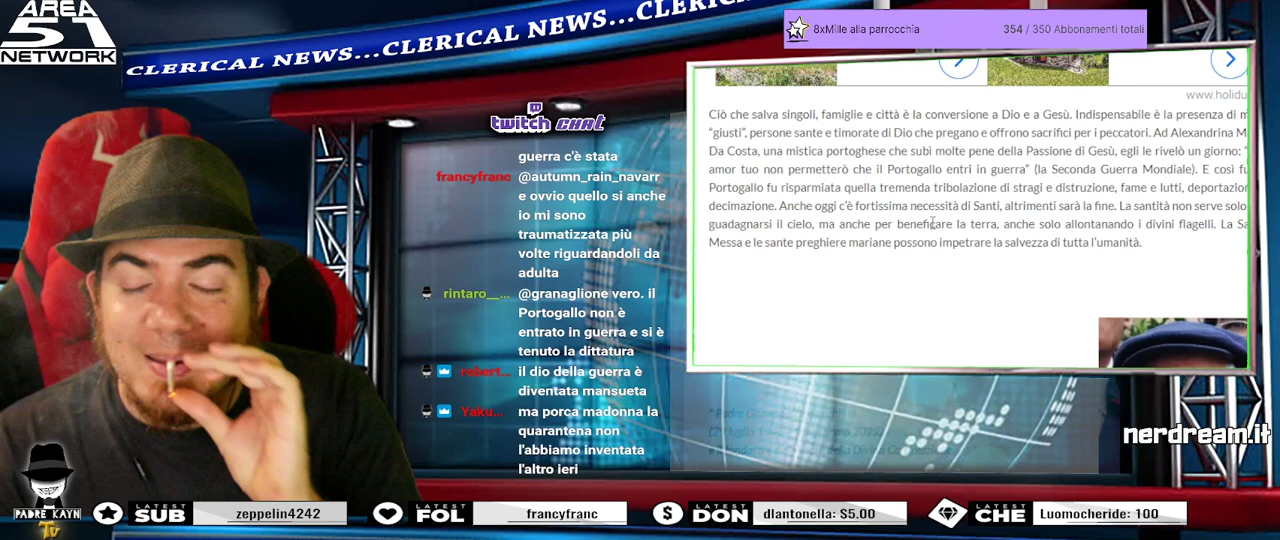 AREA
51
NETWORK
CLERICAL NEWS...CLERICAL NEWS...CLERICAL
8xMille alla parrocchia
354 / 350 Abbonamenti totali
www.holidu
Ciò che salva singoli, famiglie e città è la conversione a Dio e a Gesù. Indispensabile è la presenza di m
"giusti", persone sante e timorate di Dio che pregano e offrono sacrifici per i peccatori. Ad Alexandrina M
Da Costa, una mistica portoghese che subì molte pene della Passione di Gesù, egli le rivelò un giorno: "
amor tuo non permetterò che il Portogallo entri in guerra" (la Seconda Guerra Mondiale). E così fu
Portogallo fu risparmiata quella tremenda tribolazione di stragi e distruzione, fame e lutti, deportazion
decimazione. Anche oggi c'è fortissima necessità di Santi, altrimenti sarà la fine. La santità non serve solo
guadagnarsi il cielo, ma anche per beneficare la terra, anche solo allontanando i divini flagelli. La Sa
Messa e le sante preghiere mariane possono impetrare la salvezza di tutta l'umanità.
twitch CHAT
guerra c'è stata
francyfranc @autumn_rain_navarr
e ovvio quello si anche
io mi sono
traumatizzata più
volte riguardandoli da
adulta
rintaro__... @granaglione vero. il
Portogallo non è
entrato in guerra e si è
tenuto la dittatura
robert... il dio della guerra è
diventata mansueta
Yaku... ma porca madonna la
quarantena non
l'abbiamo inventata
l'altro ieri
nerdream.it
PADRE KAYN
TV
LATEST SUB zeppelin4242
LATEST FOL francyfranc
LATEST DON dlantonella: $5.00
LATEST CHE Luomocheride: 100